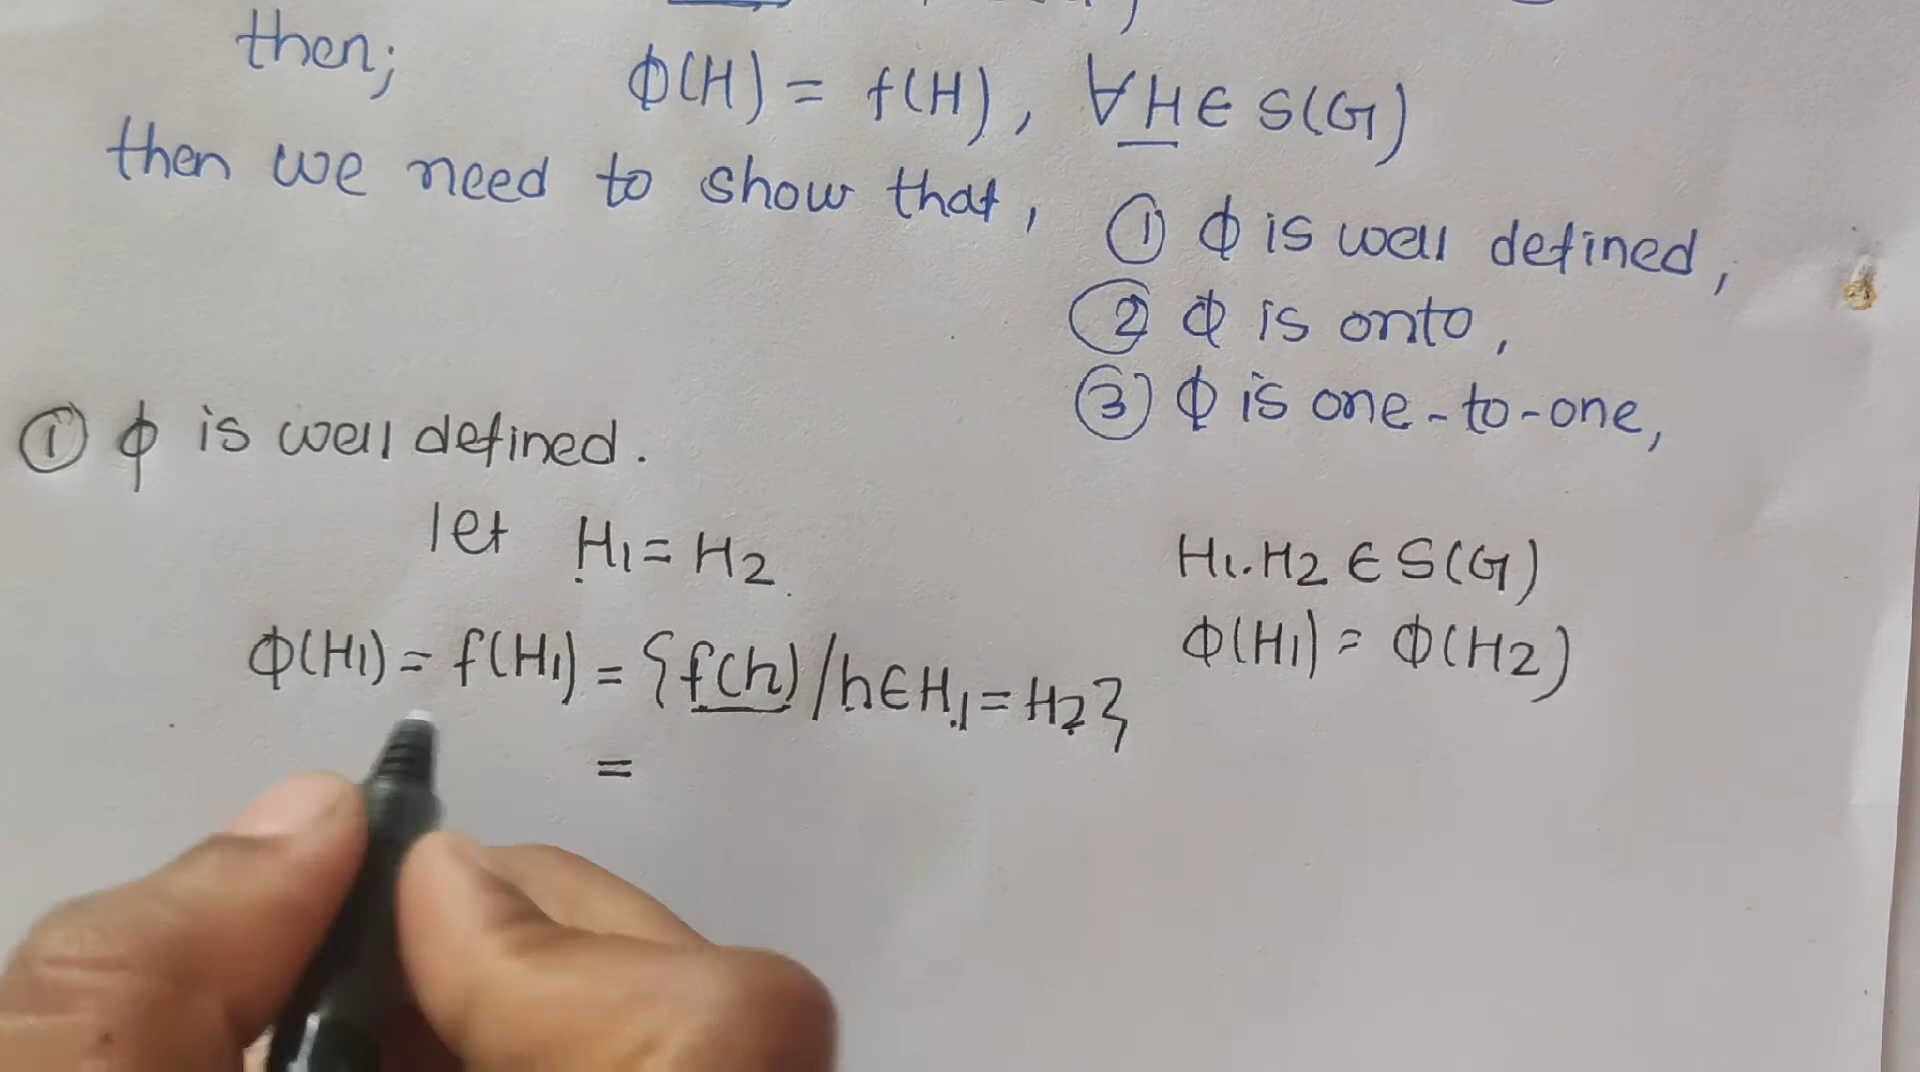 then;
ϕ(H) = f(H), ∀H∈ S(G)
then we need to show that, ① ϕ is well defined,
② ϕ is onto,
③ ϕ is one-to-one,
① ϕ is well defined.
let H1 = H2
H1.H2 ∈ S(G)
ϕ(H1) = ϕ(H2)
ϕ(H1) = f(H1) = {f(h) / h∈H1 = H2}
=